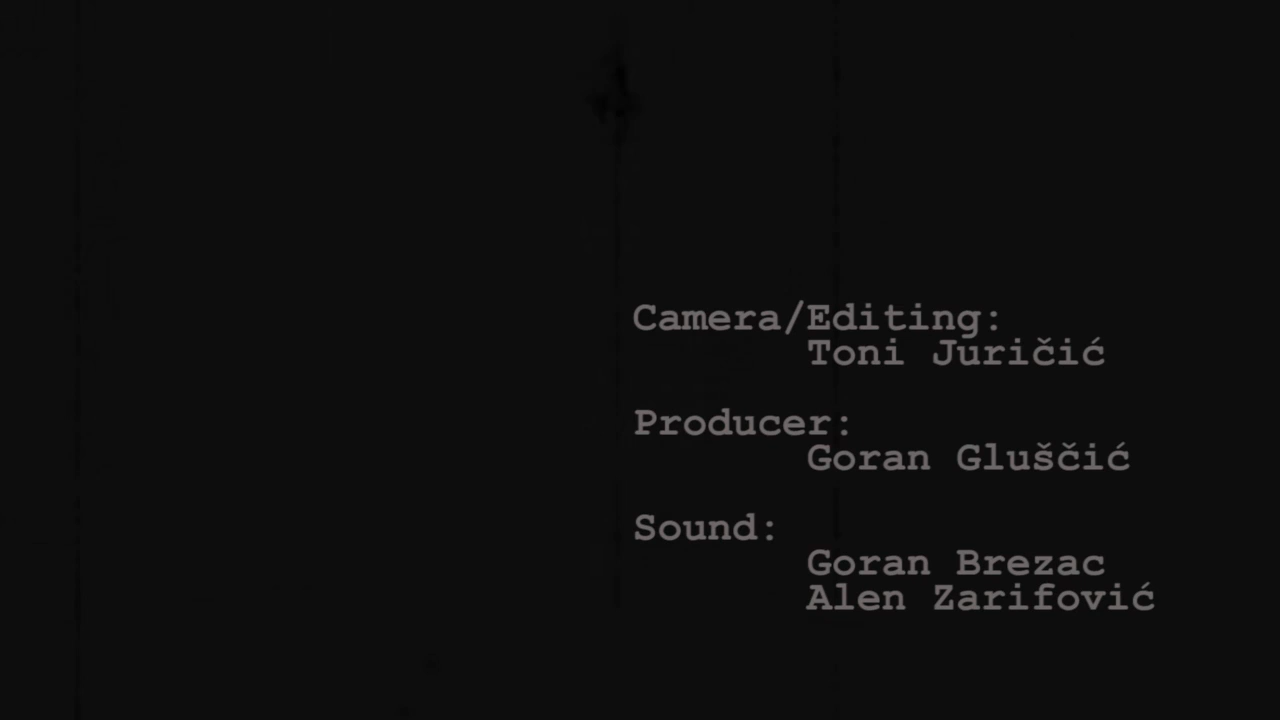 Camera/Editing:
Toni Juričić
Producer:
Goran Gluščić
Sound:
Goran Brezac
Alen Zarifović